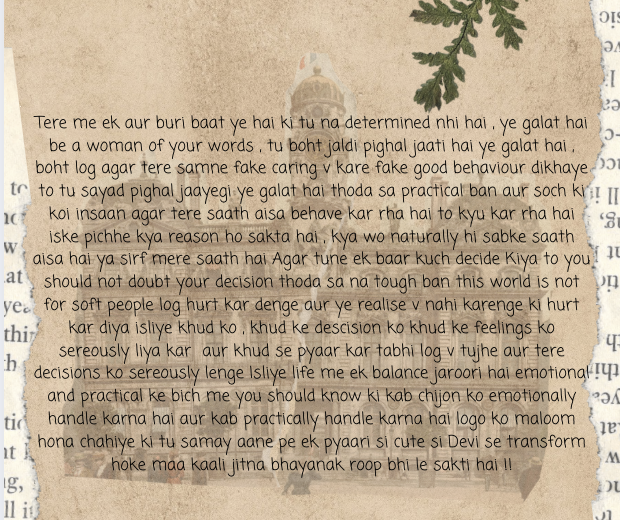 Tere me ek aur buri baat ye hai ki tu na determined nhi hai , ye galat hai
be a woman of your words , tu boht jaldi pighal jaati hai ye galat hai ,
boht log agar tere samne fake caring v kare fake good behaviour dikhaye
to tu sayad pighal jaayegi ye galat hai thoda sa practical ban aur soch ki
koi insaan agar tere saath aisa behave kar rha hai to kyu kar rha hai
iske pichhe kya reason ho sakta hai , kya wo naturally hi sabke saath
aisa hai ya sirf mere saath hai Agar tune ek baar kuch decide Kiya to you
should not doubt your decision thoda sa na tough ban this world is not
for soft people log hurt kar denge aur ye realise v nahi karenge ki hurt
kar diya isliye khud ko , khud ke descision ko khud ke feelings ko
sereously liya kar aur khud se pyaar kar tabhi log v tujhe aur tere
decisions ko sereously lenge Isliye life me ek balance jaroori hai emotional
and practical ke bich me you should know ki kab chijon ko emotionally
handle karna hai aur kab practically handle karna hai logo ko maloom
hona chahiye ki tu samay aane pe ek pyaari si cute si Devi se transform
hoke maa kaali jitna bhayanak roop bhi le sakti hai !!